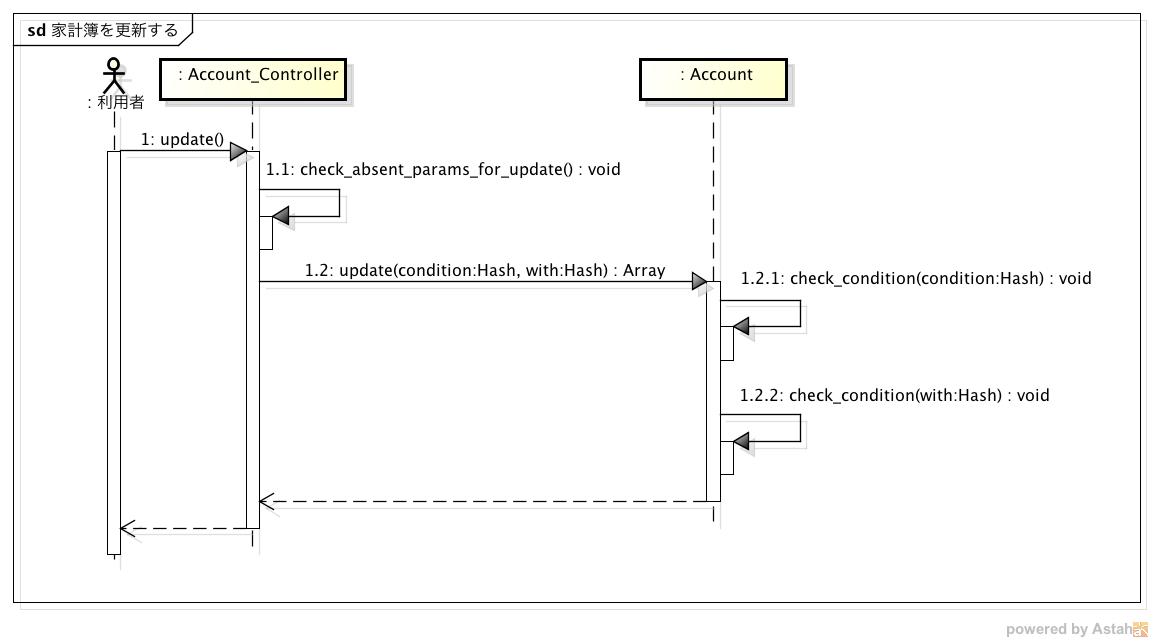 sd 家計簿を更新する
: 利用者
: Account_Controller
: Account
1: update()
1.1: check_absent_params_for_update() : void
1.2: update(condition:Hash, with:Hash) : Array
1.2.1: check_condition(condition:Hash) : void
1.2.2: check_condition(with:Hash) : void
powered by Astah